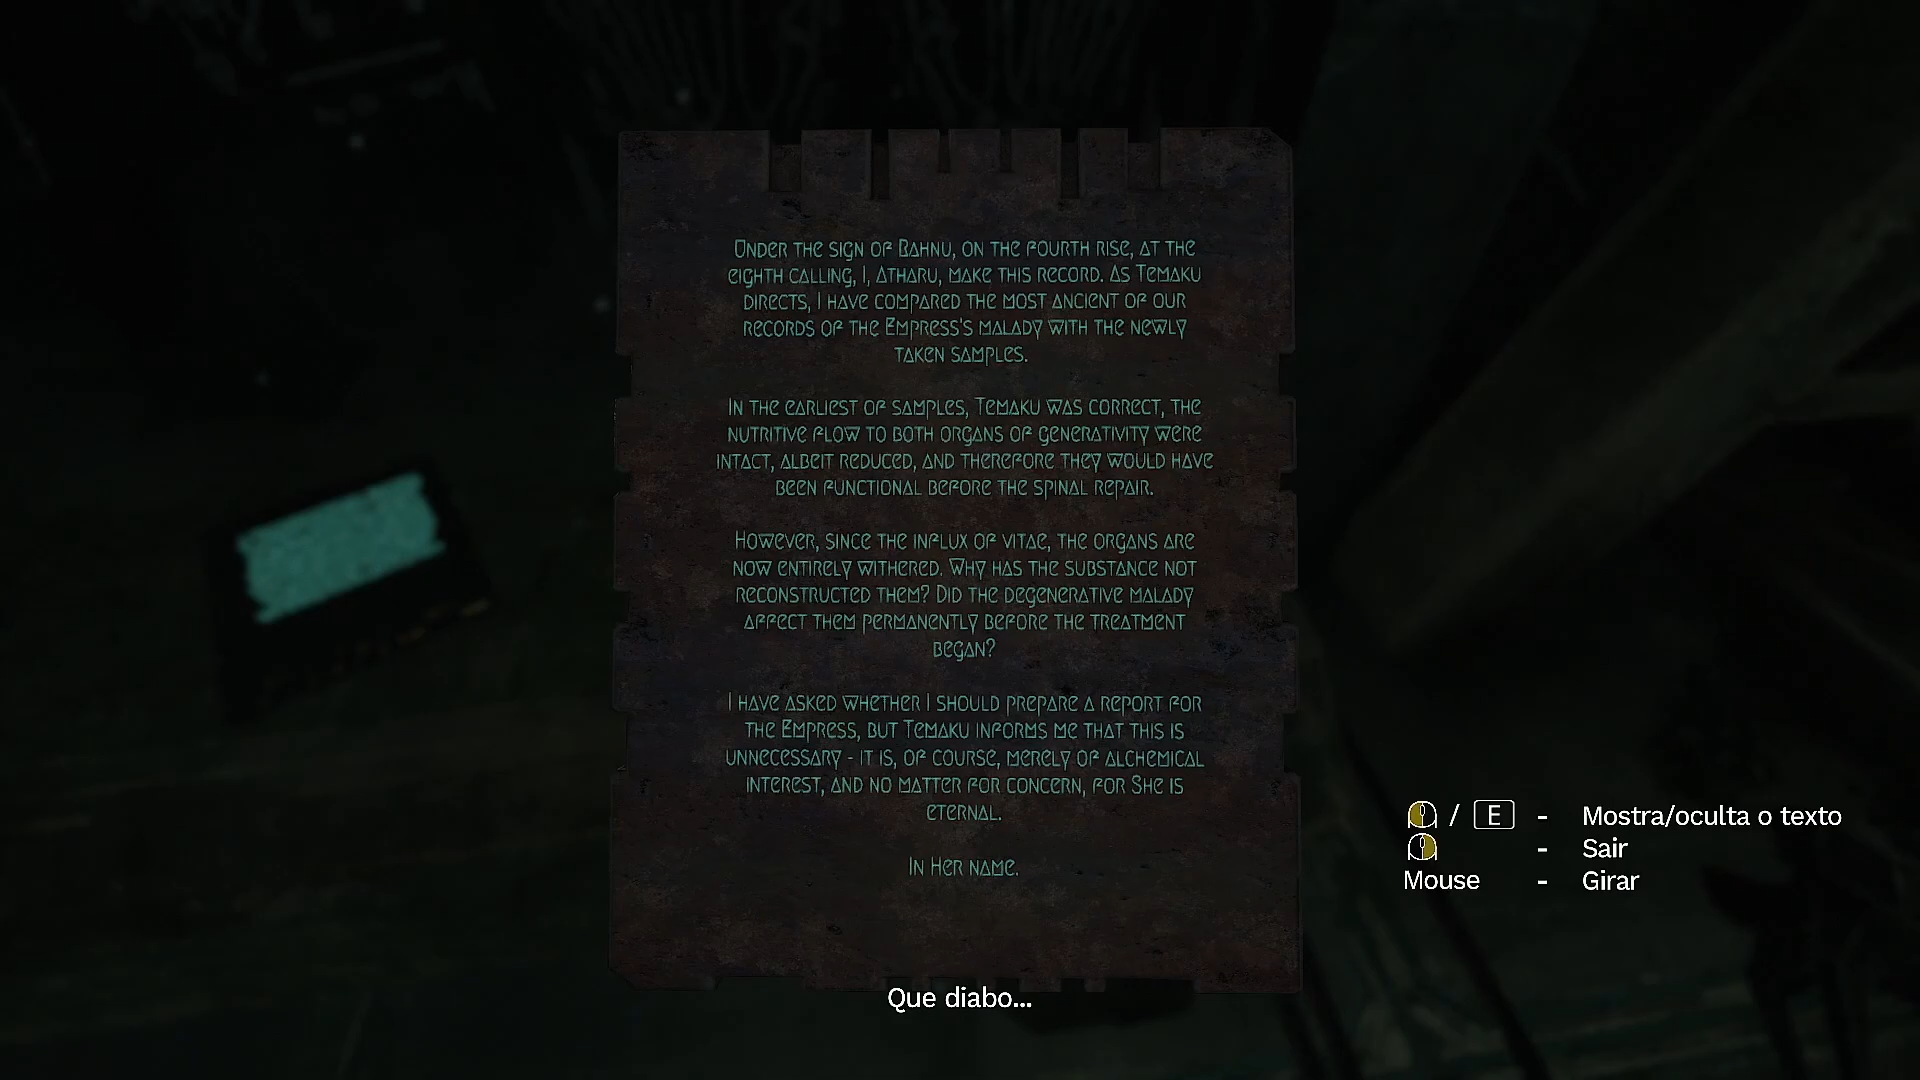 Under the sign of Bahnu, on the fourth rise, at the
eighth calling, I, Atharu, make this record. As Temaku
directs, I have compared the most ancient of our
records of the Empress's malady with the newly
taken samples.
In the earliest of samples, Temaku was correct, the
nutritive flow to both organs of generativity were
intact, albeit reduced, and therefore they would have
been functional before the spinal repair.
However, since the influx of vitae, the organs are
now entirely withered. Why has the substance not
reconstructed them? Did the degenerative malady
affect them permanently before the treatment
began?
I have asked whether I should prepare a report for
the Empress, but Temaku informs me that this is
unnecessary - it is, of course, merely of alchemical
interest, and no matter for concern, for She is
eternal.
In Her name.
/ E - Mostra/oculta o texto
- Sair
Mouse - Girar
Que diabo...